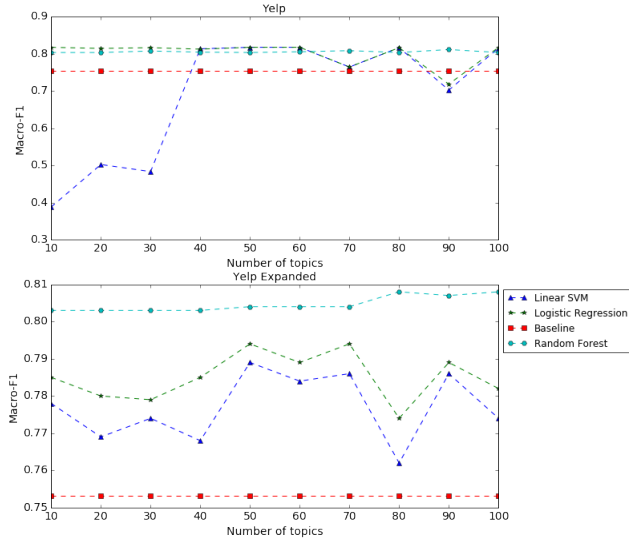 Yelp
0.9
0.8
0.7
0.6
0.5
0.4
0.3
Macro-F1
10 20 30 40 50 60 70 80 90 100
Number of topics
Yelp Expanded
0.81
0.80
0.79
0.78
0.77
0.76
0.75
Macro-F1
10 20 30 40 50 60 70 80 90 100
Number of topics
Linear SVM
Logistic Regression
Baseline
Random Forest